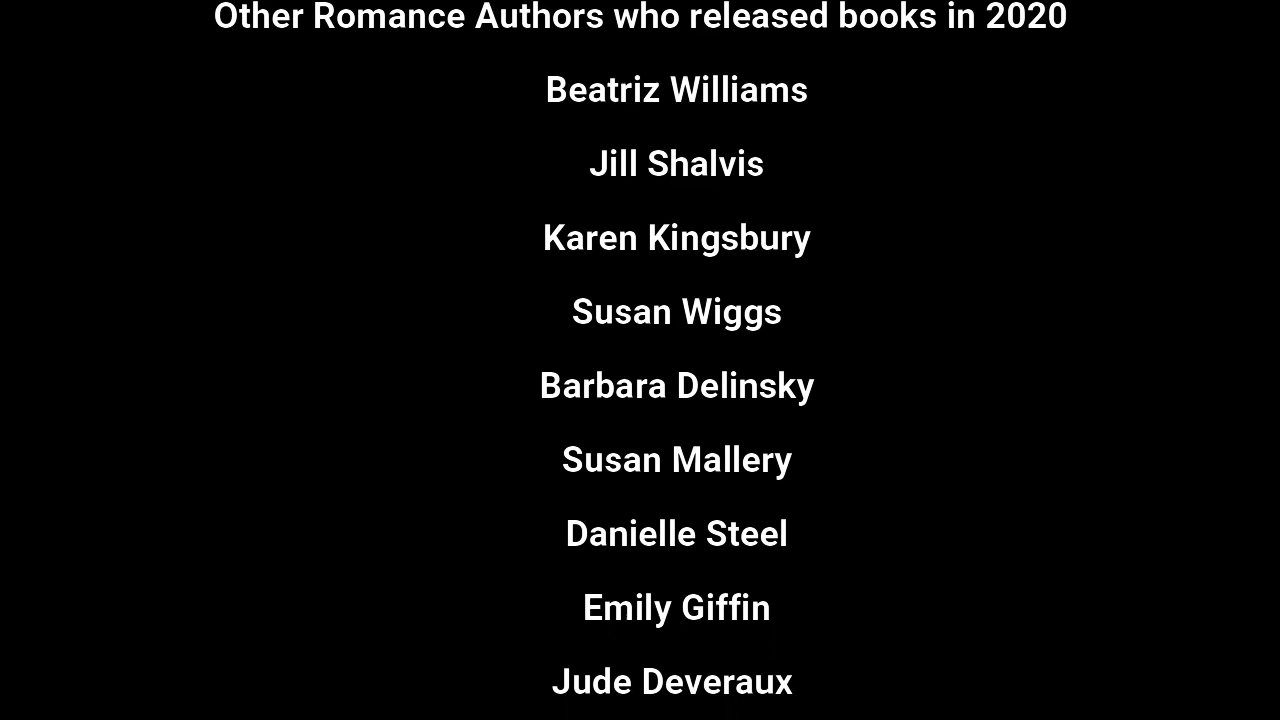 Other Romance Authors who released books in 2020
Beatriz Williams
Jill Shalvis
Karen Kingsbury
Susan Wiggs
Barbara Delinsky
Susan Mallery
Danielle Steel
Emily Giffin
Jude Deveraux